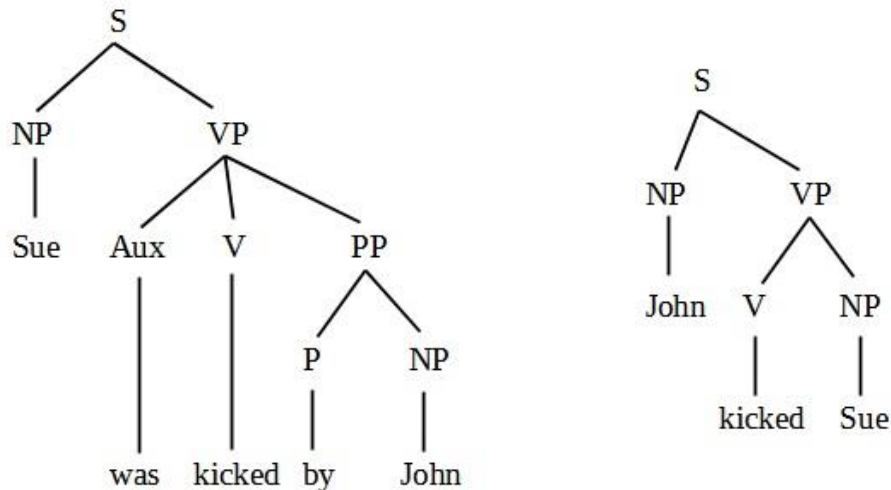 S
NP VP
Sue Aux V PP
P NP
was kicked by John
S
NP VP
John V NP
kicked Sue